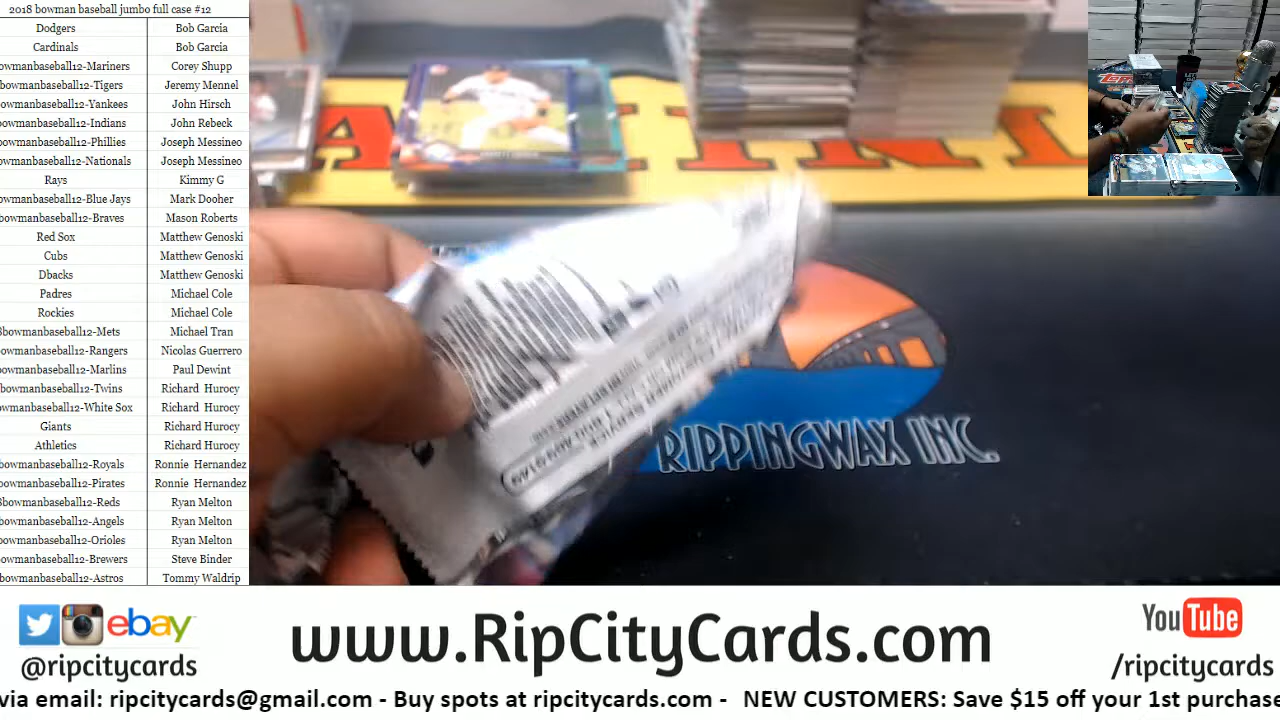 2018 bowman baseball jumbo full case #12
Dodgers Bob Garcia
Cardinals Bob Garcia
owmanbaseball12-Mariners Corey Shupp
owmanbaseball12-Tigers Jeremy Mennel
owmanbaseball12-Yankees John Hirsch
owmanbaseball12-Indians John Rebeck
owmanbaseball12-Phillies Joseph Messineo
owmanbaseball12-Nationals Joseph Messineo
Rays Kimmy G
owmanbaseball12-Blue Jays Mark Dooher
owmanbaseball12-Braves Mason Roberts
Red Sox Matthew Genoski
Cubs Matthew Genoski
Dbacks Matthew Genoski
Padres Michael Cole
Rockies Michael Cole
8bowmanbaseball12-Mets Michael Tran
owmanbaseball12-Rangers Nicolas Guerrero
owmanbaseball12-Marlins Paul Dewint
bowmanbaseball12-Twins Richard Hurocy
wmanbaseball12-White Sox Richard Hurocy
Giants Richard Hurocy
Athletics Richard Hurocy
bowmanbaseball12-Royals Ronnie Hernandez
owmanbaseball12-Pirates Ronnie Hernandez
8bowmanbaseball12-Reds Ryan Melton
owmanbaseball12-Angels Ryan Melton
owmanbaseball12-Orioles Ryan Melton
owmanbaseball12-Brewers Steve Binder
bowmanbaseball12-Astros Tommy Waldrip
RIPPINGWAX INC.
ebay
@ripcitycards
www.RipCityCards.com
YouTube
/ripcitycards
via email: ripcitycards@gmail.com - Buy spots at ripcitycards.com - NEW CUSTOMERS: Save $15 off your 1st purchase